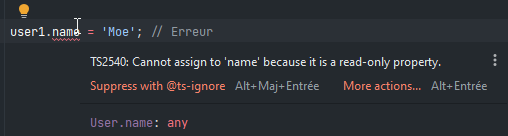 user1.name = 'Moe'; // Erreur
TS2540: Cannot assign to 'name' because it is a read-only property.
Suppress with @ts-ignore Alt+Maj+Entrée More actions... Alt+Entrée
User.name: any